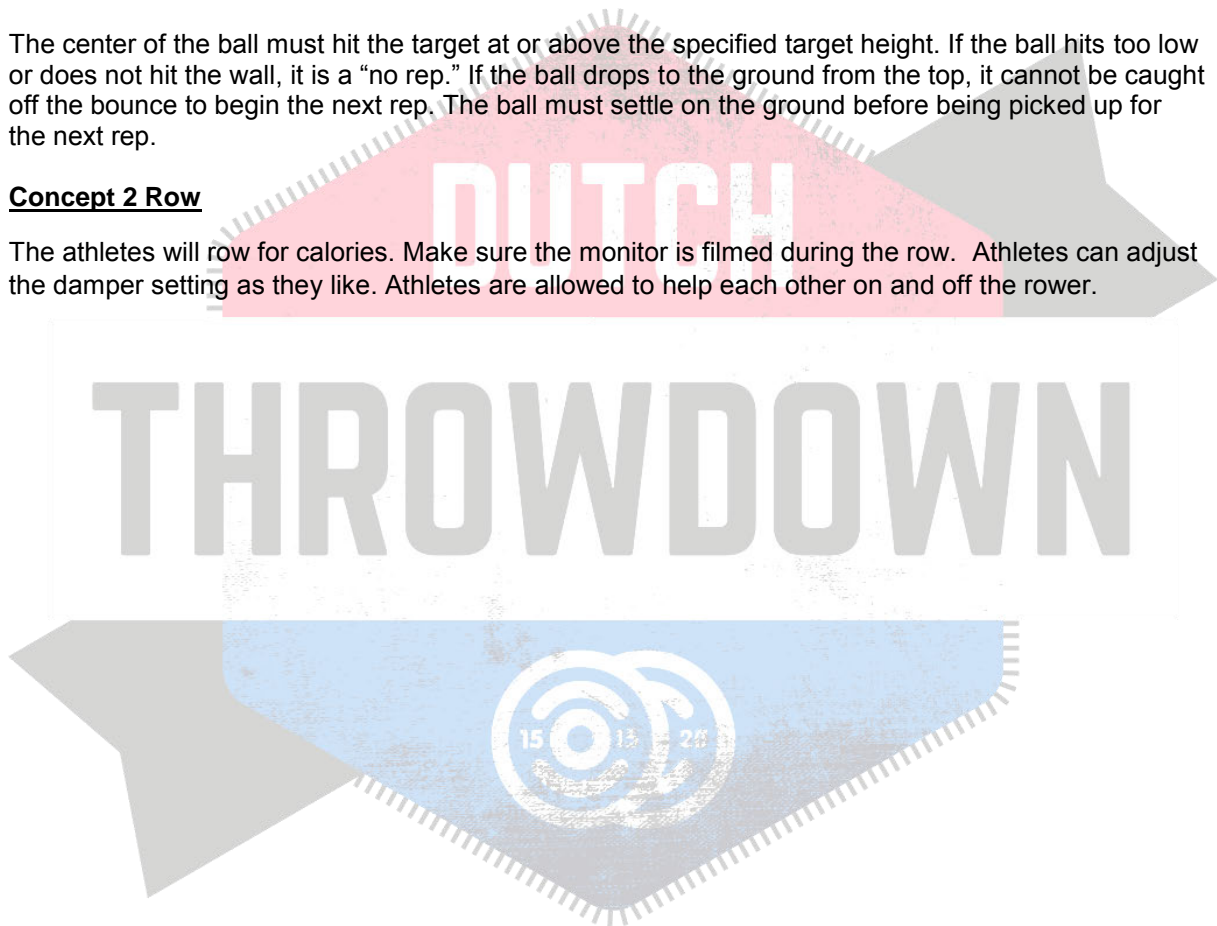 The center of the ball must hit the target at or above the specified target height. If the ball hits too low
or does not hit the wall, it is a “no rep.” If the ball drops to the ground from the top, it cannot be caught
off the bounce to begin the next rep. The ball must settle on the ground before being picked up for
the next rep.
Concept 2 Row
The athletes will row for calories. Make sure the monitor is filmed during the row.  Athletes can adjust
the damper setting as they like. Athletes are allowed to help each other on and off the rower.
DUTCH
THROWDOWN
15 15 20